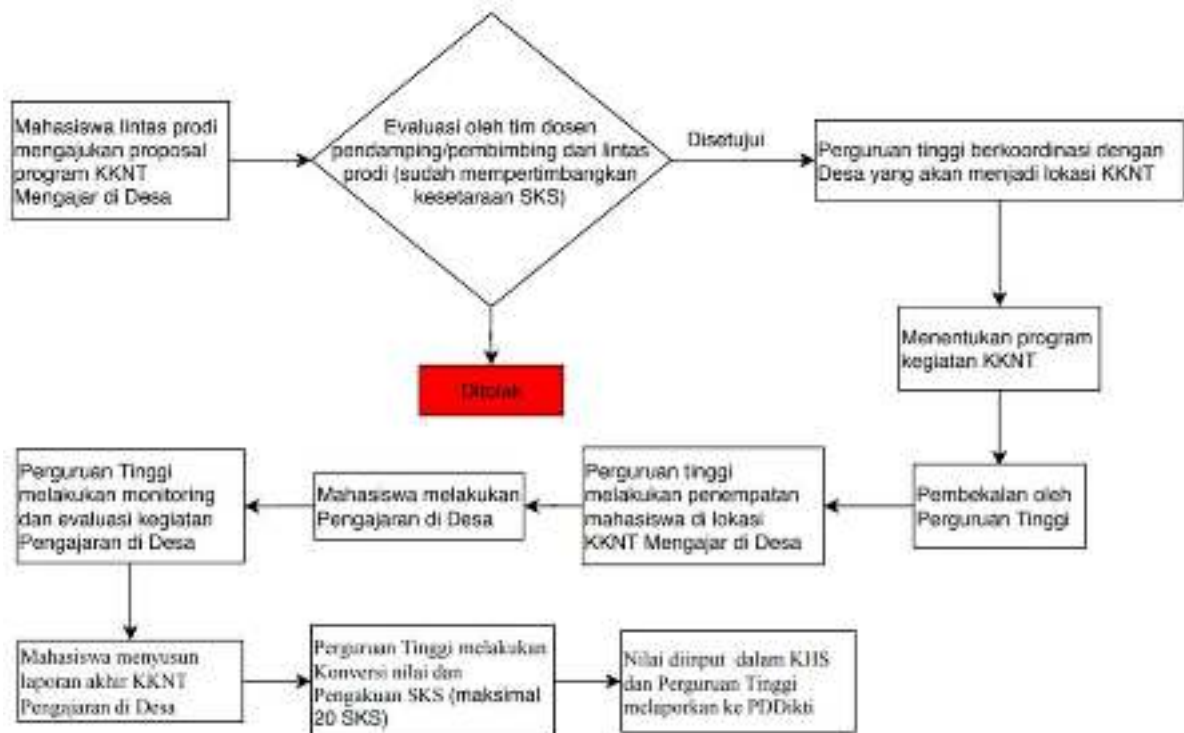 Mahasiswa lintas prodi
mengajukan proposal
program KKNT
Mengajar di Desa
Evaluasi oleh tim dosen
pendamping/pembimbing dari lintas
prodi (sudah mempertimbangkan
kesetaraan SKS)
Disetujui
Perguruan tinggi berkoordinasi dengan
Desa yang akan menjadi lokasi KKNT
Menentukan program
kegiatan KKNT
Ditolak
Pembekalan oleh
Perguruan Tinggi
Perguruan tinggi
melakukan penempatan
mahasiswa di lokasi
KKNT Mengajar di Desa
Mahasiswa melakukan
Pengajaran di Desa
Perguruan Tinggi
melakukan monitoring
dan evaluasi kegiatan
Pengajaran di Desa
Mahasiswa menyusun
laporan akhir KKNT
Pengajaran di Desa
Perguruan Tinggi melakukan
Konversi nilai dan
Pengakuan SKS (maksimal
20 SKS)
Nilai diinput dalam KHS
dan Perguruan Tinggi
melaporkan ke PDDikti